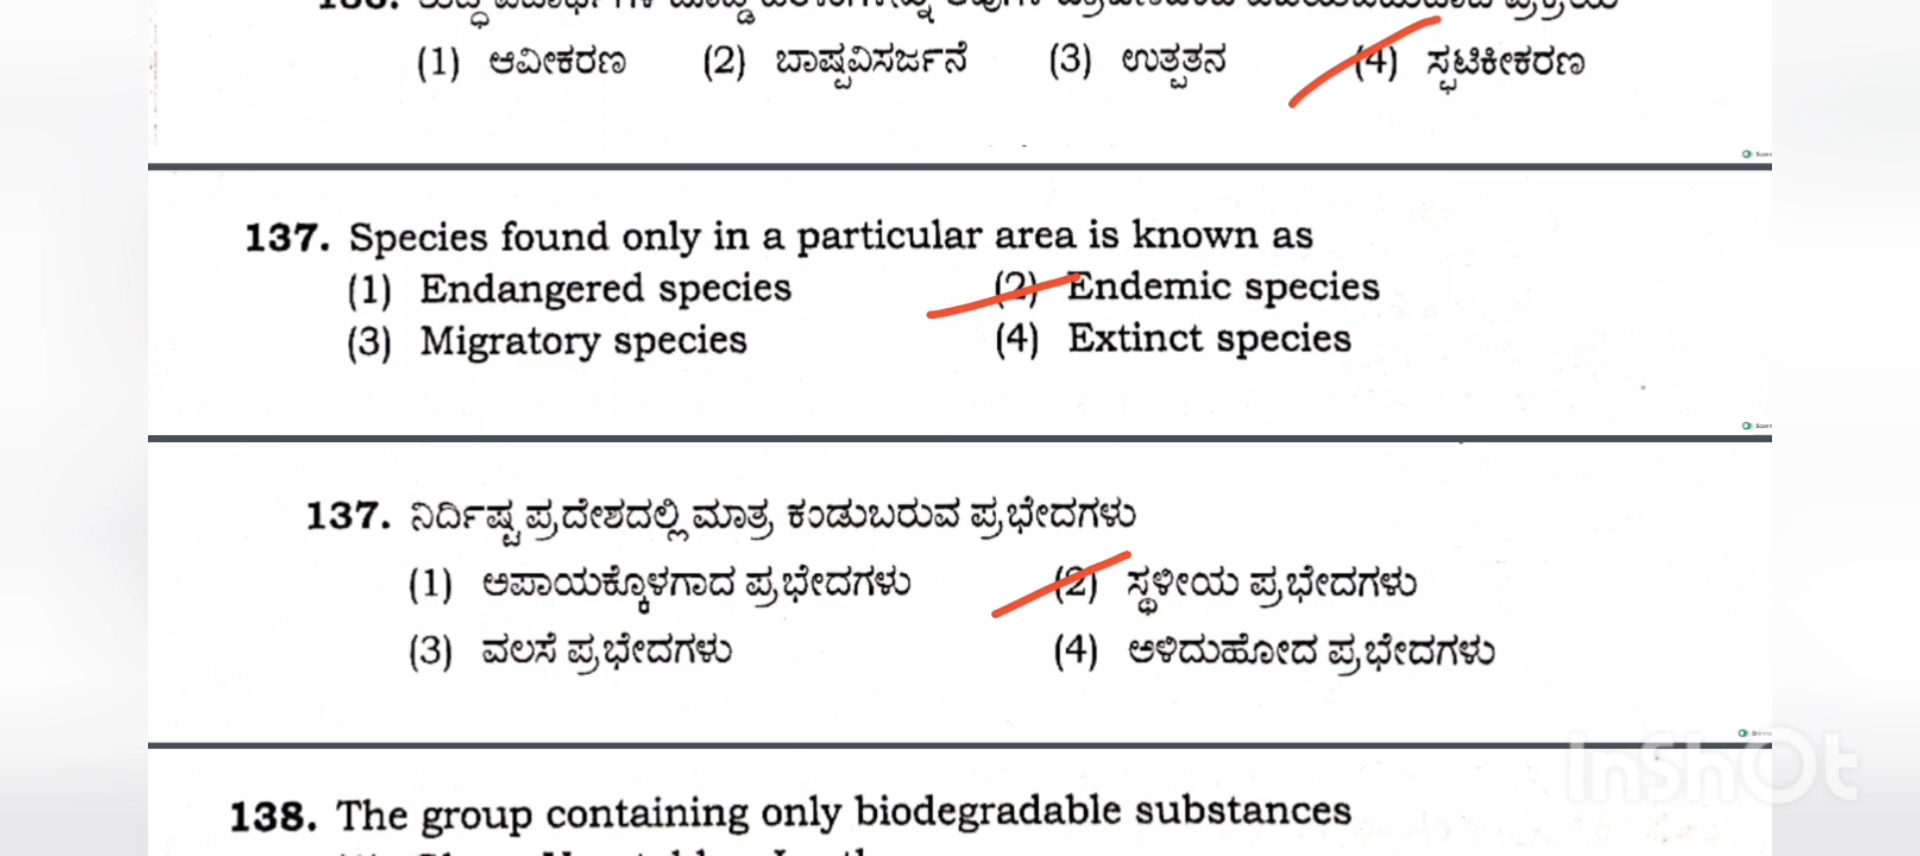 (1) ಆವೀಕರಣ (2) ಬಾಷ್ಪವಿಸರ್ಜನೆ (3) ಉತ್ಪತನ (4) ಸ್ಫಟಿಕೀಕರಣ
137. Species found only in a particular area is known as
(1) Endangered species (2) Endemic species
(3) Migratory species (4) Extinct species
137. ನಿರ್ದಿಷ್ಟ ಪ್ರದೇಶದಲ್ಲಿ ಮಾತ್ರ ಕಂಡುಬರುವ ಪ್ರಭೇದಗಳು
(1) ಅಪಾಯಕ್ಕೊಳಗಾದ ಪ್ರಭೇದಗಳು (2) ಸ್ಥಳೀಯ ಪ್ರಭೇದಗಳು
(3) ವಲಸೆ ಪ್ರಭೇದಗಳು (4) ಅಳಿದುಹೋದ ಪ್ರಭೇದಗಳು
InShOt
138. The group containing only biodegradable substances